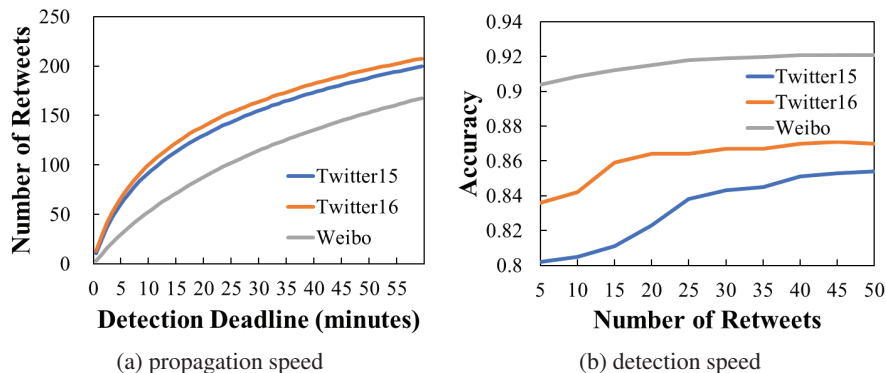 250
200
150
100
50
0
Number of Retweets
Twitter15
Twitter16
Weibo
0 5 10 15 20 25 30 35 40 45 50 55
Detection Deadline (minutes)
(a) propagation speed
0.94
0.92
0.9
0.88
0.86
0.84
0.82
0.8
Accuracy
Twitter15
Twitter16
Weibo
5 10 15 20 25 30 35 40 45 50
Number of Retweets
(b) detection speed